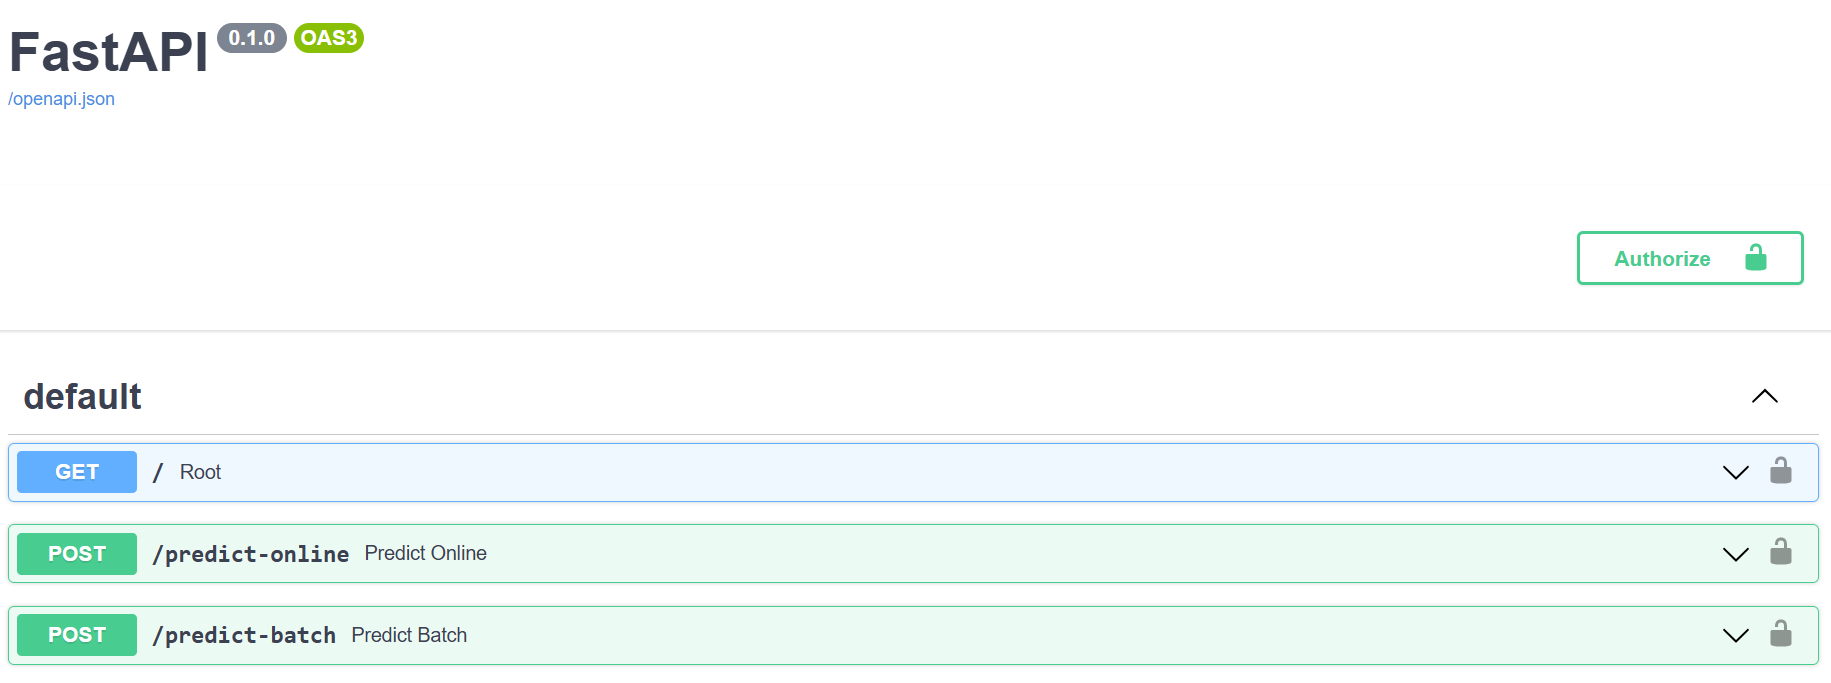 FastAPI 0.1.0 OAS3
/openapi.json
Authorize
default
GET / Root
POST /predict-online Predict Online
POST /predict-batch Predict Batch